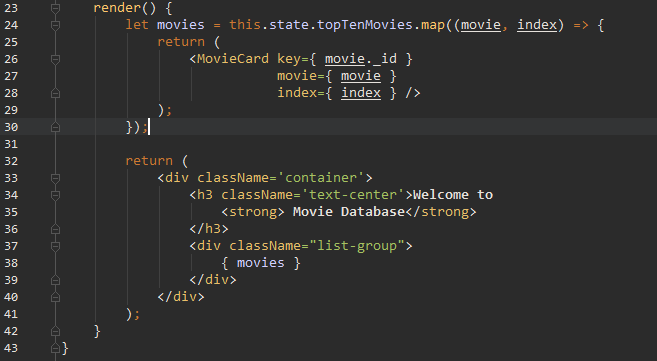 23 render() {
24 let movies = this.state.topTenMovies.map((movie, index) => {
25 return (
26 <MovieCard key={ movie._id }
27 movie={ movie }
28 index={ index } />
29 );
30 });
31
32 return (
33 <div className='container'>
34 <h3 className='text-center'>Welcome to
35 <strong> Movie Database</strong>
36 </h3>
37 <div className="list-group">
38 { movies }
39 </div>
40 </div>
41 );
42 }
43 }